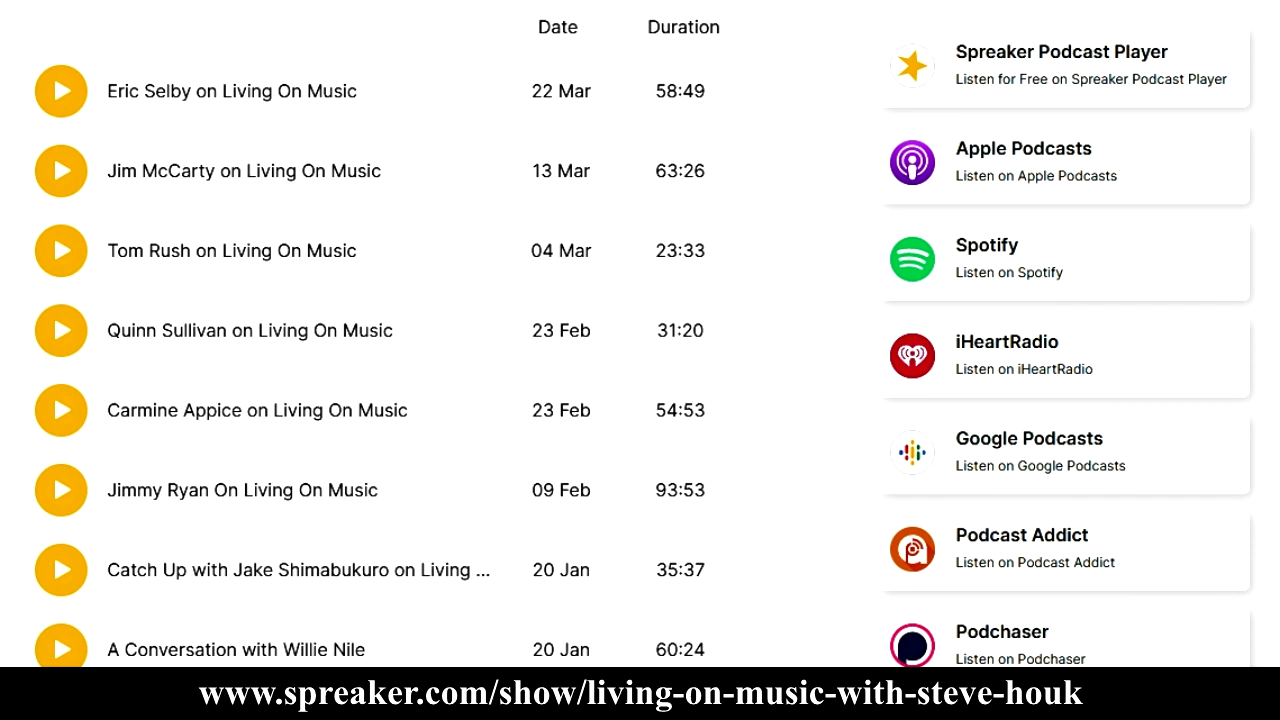 Date Duration
Eric Selby on Living On Music 22 Mar 58:49
Jim McCarty on Living On Music 13 Mar 63:26
Tom Rush on Living On Music 04 Mar 23:33
Quinn Sullivan on Living On Music 23 Feb 31:20
Carmine Appice on Living On Music 23 Feb 54:53
Jimmy Ryan On Living On Music 09 Feb 93:53
Catch Up with Jake Shimabukuro on Living ... 20 Jan 35:37
A Conversation with Willie Nile 20 Jan 60:24
Spreaker Podcast Player
Listen for Free on Spreaker Podcast Player
Apple Podcasts
Listen on Apple Podcasts
Spotify
Listen on Spotify
iHeartRadio
Listen on iHeartRadio
Google Podcasts
Listen on Google Podcasts
Podcast Addict
Listen on Podcast Addict
Podchaser
Listen on Podchaser
www.spreaker.com/show/living-on-music-with-steve-houk